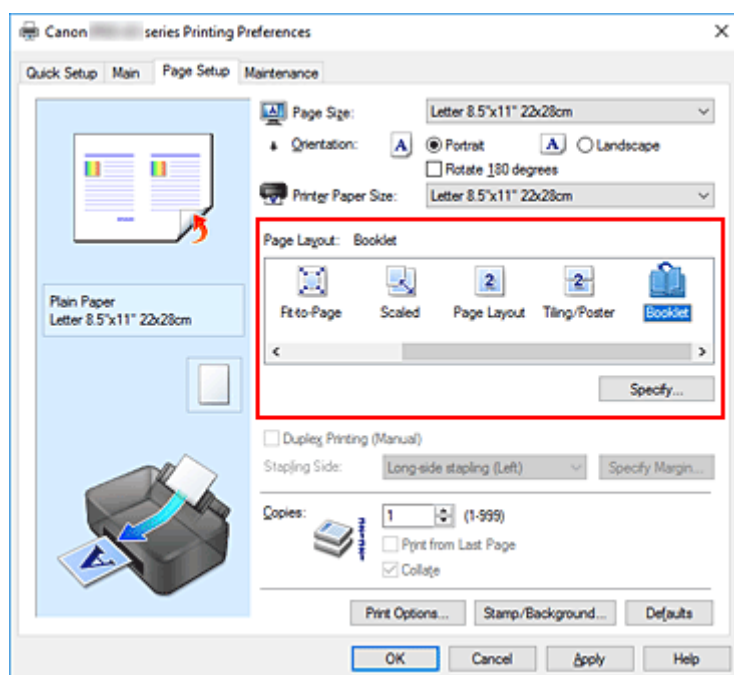 Canon series Printing Preferences
Quick Setup Main Page Setup Maintenance
Page Size: Letter 8.5"x11" 22x28cm
Orientation: A Portrait A Landscape
Rotate 180 degrees
Printer Paper Size: Letter 8.5"x11" 22x28cm
Page Layout: Booklet
2 2
Fit-to-Page Scaled Page Layout Tiling/Poster Booklet
Specify...
Plain Paper
Letter 8.5"x11" 22x28cm
Duplex Printing (Manual)
Stapling Side: Long-side stapling (Left) Specify Margin...
Copies: 1 (1-999)
Print from Last Page
Collate
A
Print Options... Stamp/Background... Defaults
OK Cancel Apply Help